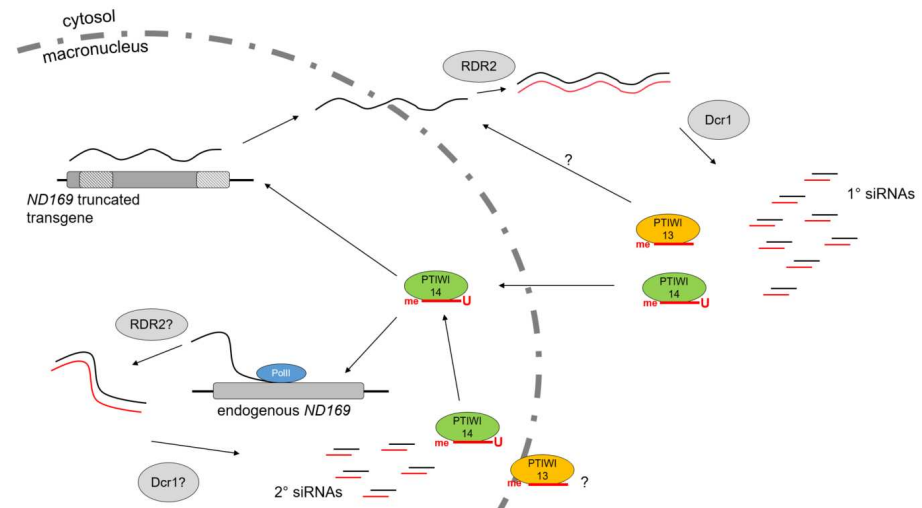 cytosol
macronucleus
RDR2
Dcr1
?
1° siRNAs
PTIWI
13
me
ND169 truncated
transgene
PTIWI
14
me U
PTIWI
14
me U
RDR2?
PolII
endogenous ND169
PTIWI
14
me U
PTIWI
13
me ?
Dcr1?
2° siRNAs